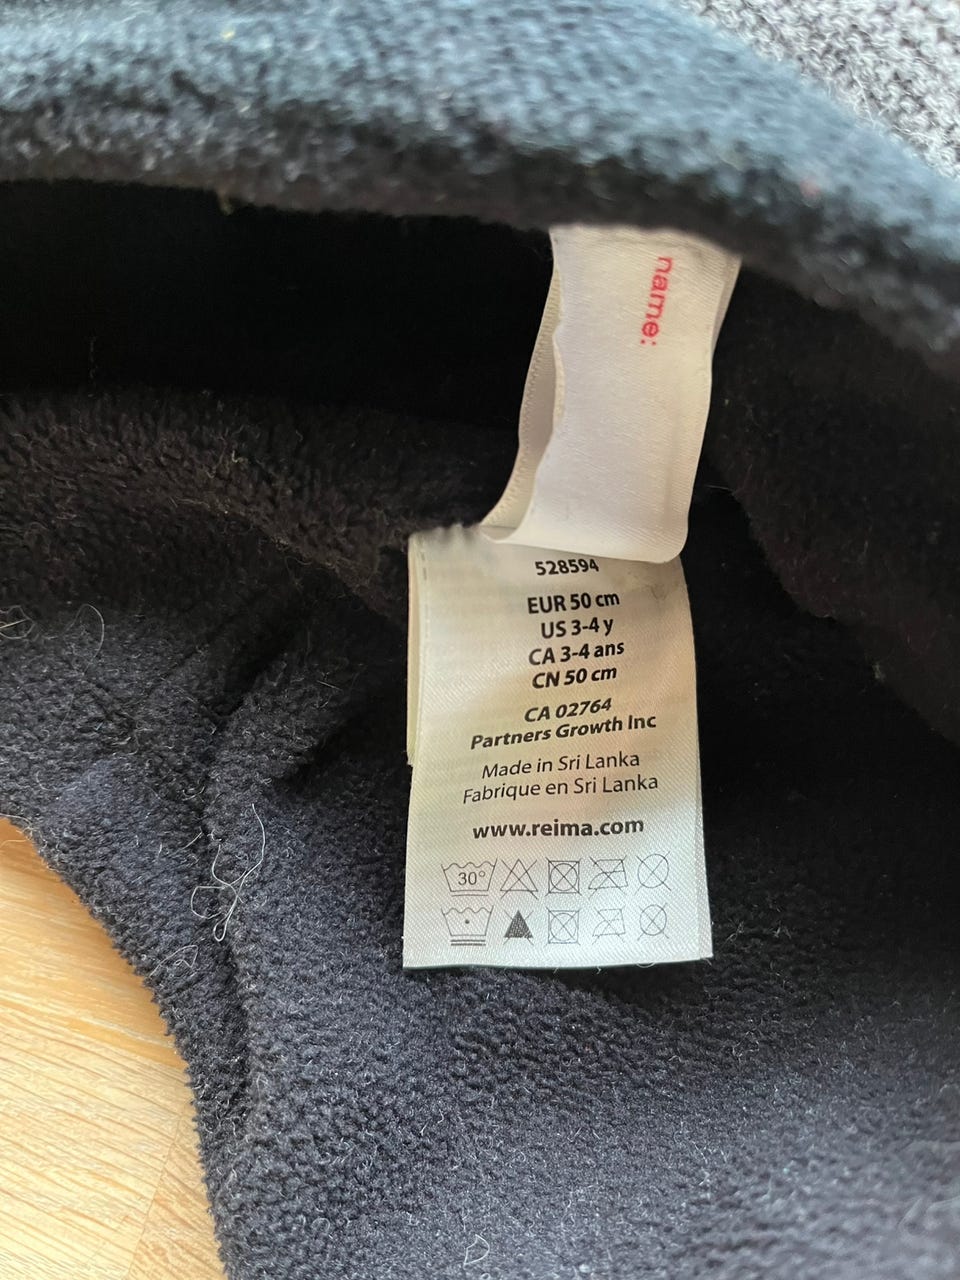 name:
528594
EUR 50 cm
US 3-4 y
CA 3-4 ans
CN 50 cm
CA 02764
Partners Growth Inc
Made in Sri Lanka
Fabrique en Sri Lanka
www.reima.com
30°